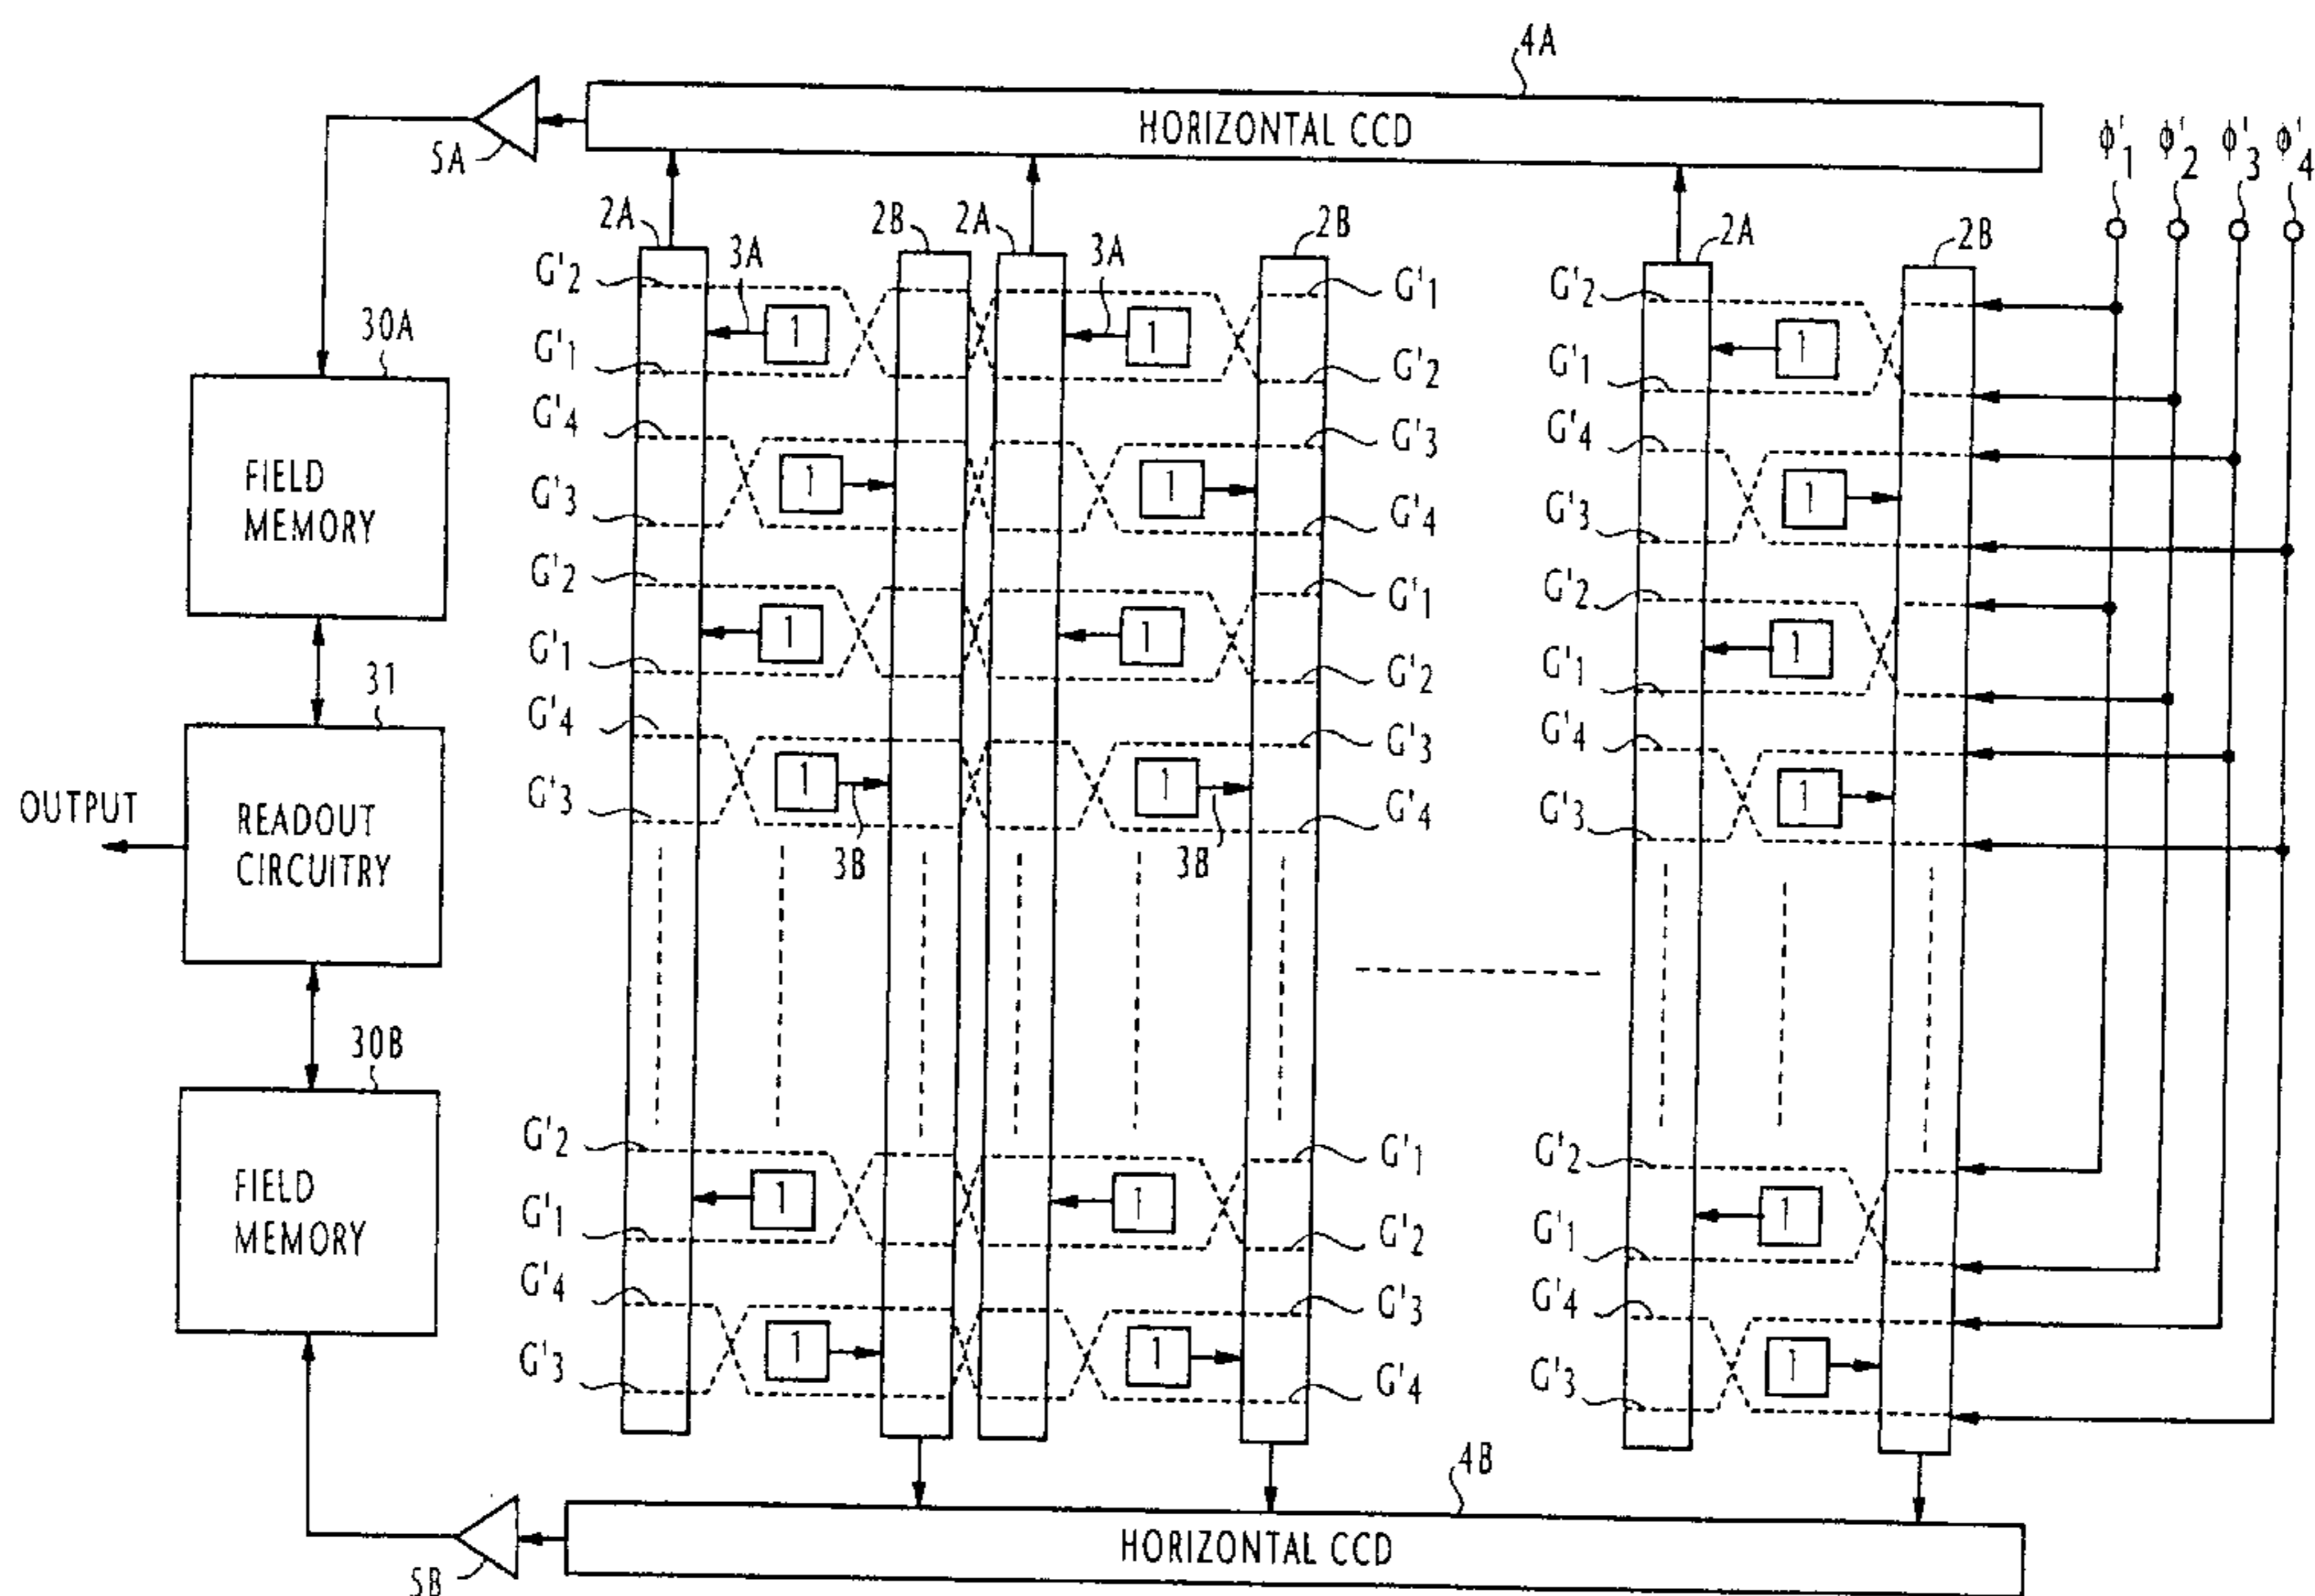 4A
HORIZONTAL CCD
5A
ϕ'1 ϕ'2 ϕ'3 ϕ'4
2A 3A 2B 2A 3A 2B 2A 2B
G'2 G'1 G'2
1 1 1
G'1 G'2 G'1
30A
G'4 G'3 G'4
FIELD
MEMORY
1 1 1
G'3 G'4 G'3
G'2 G'1 G'2
1 1 1
G'1 G'2 G'1
31
G'4 G'3 G'4
1 1 1
OUTPUT
READOUT
CIRCUITRY
G'3 G'4 G'3
3B 3B
30B
G'2 G'1 G'2
FIELD
MEMORY
1 1 1
G'1 G'2 G'1
G'4 G'3 G'4
1 1 1
G'3 G'4 G'3
4B
HORIZONTAL CCD
5B